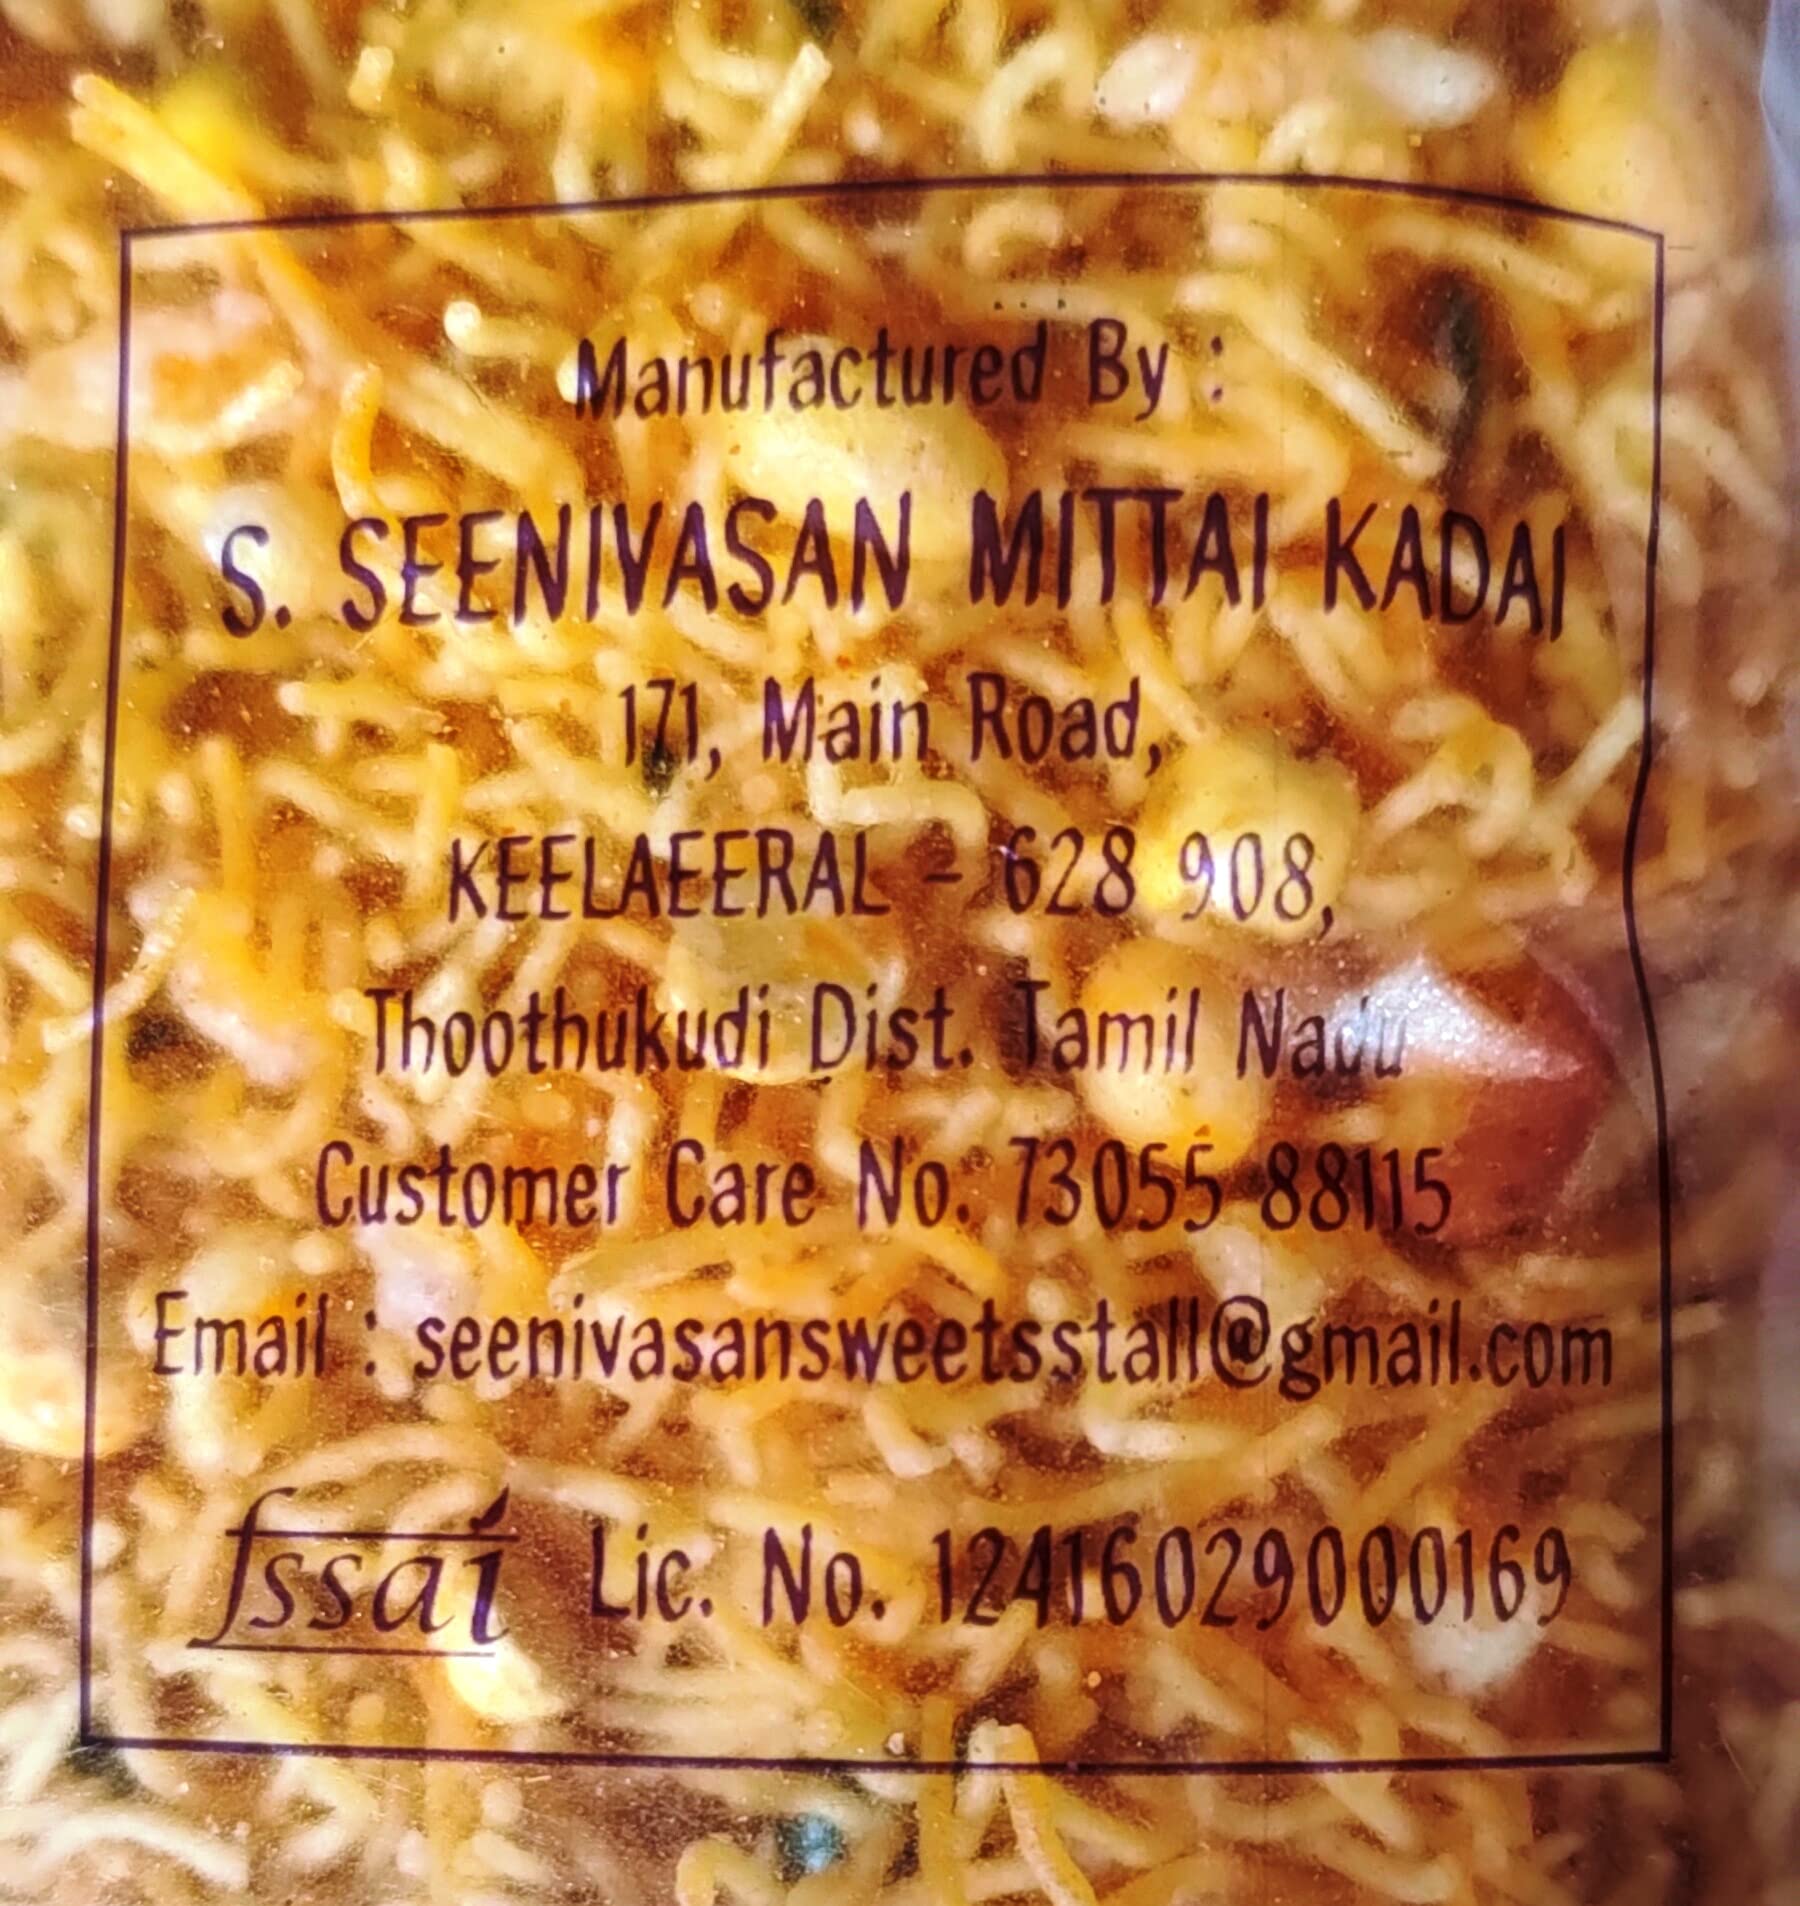 Manufactured By :
S. SEENIVASAN MITTAI KADAI
171, Main Road,
KEELAEERAL - 628 908,
Thoothukudi Dist. Tamil Nadu
Customer Care No. 73055 88115
Email : seenivasansweetsstall@gmail.com
fssai Lic. No. 12416029000169